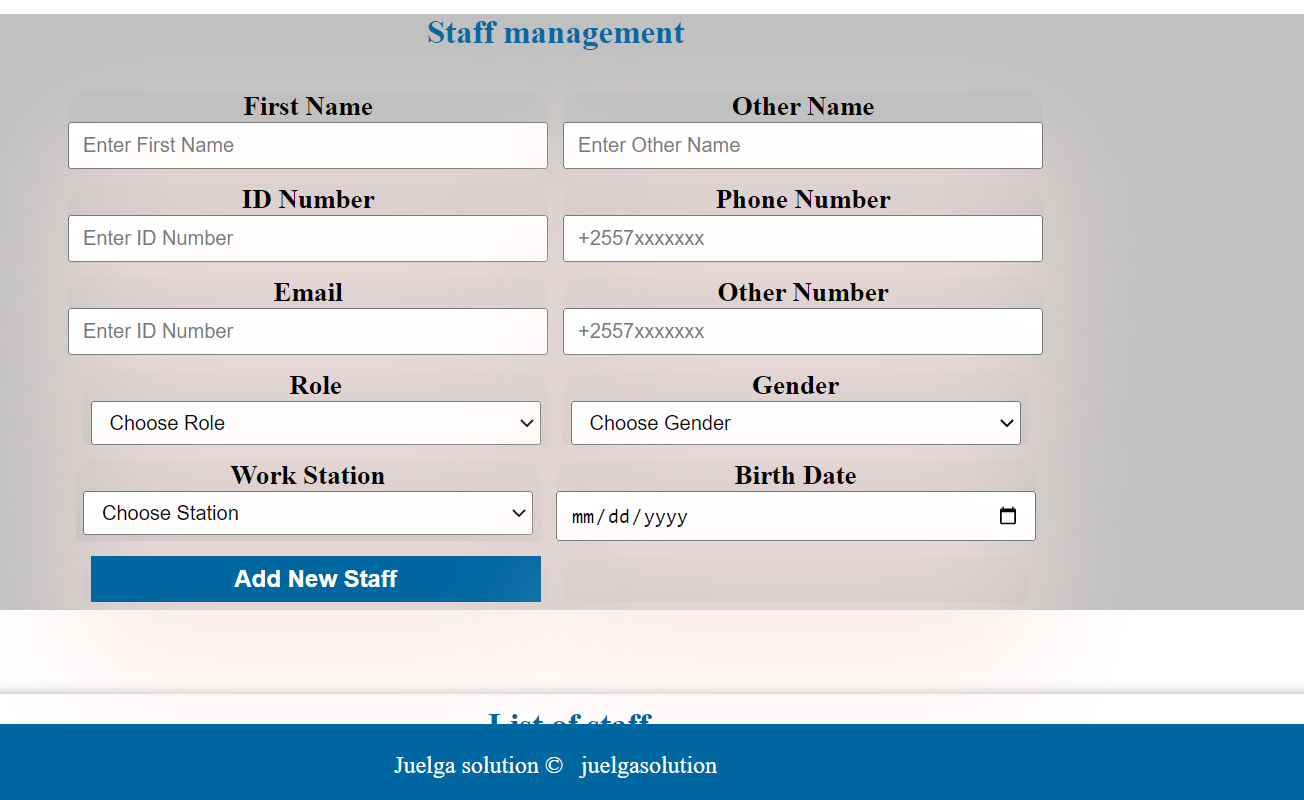 Staff management
First Name Other Name
Enter First Name Enter Other Name
ID Number Phone Number
Enter ID Number +2557xxxxxxx
Email Other Number
Enter ID Number +2557xxxxxxx
Role Gender
Choose Role Choose Gender
Work Station Birth Date
Choose Station mm/dd/yyyy
Add New Staff
List of staff
Juelga solution © juelgasolution